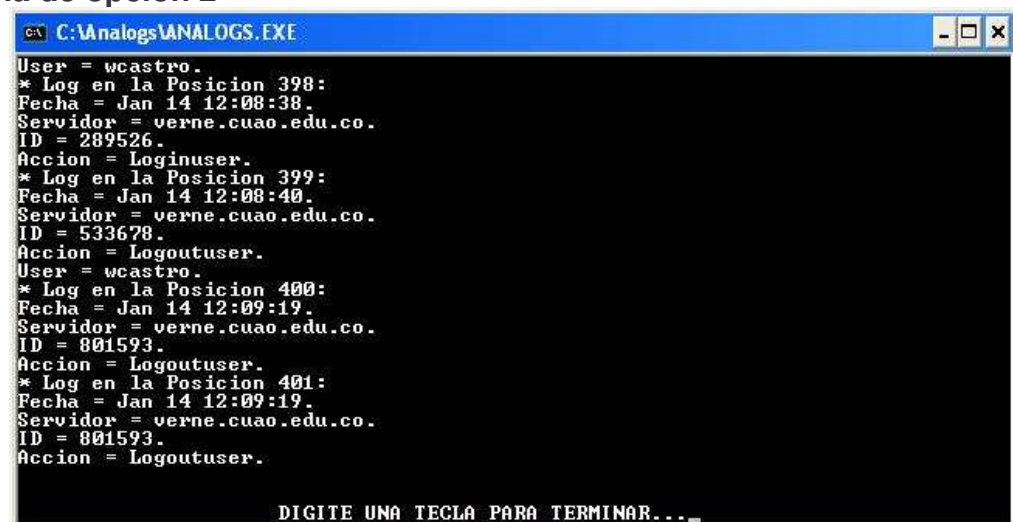 de opción 2
C:\Analogs\ANALOGS.EXE
User = wcastro.
* Log en la Posicion 398:
Fecha = Jan 14 12:08:38.
Servidor = verne.cuao.edu.co.
ID = 289526.
Accion = Loginuser.
* Log en la Posicion 399:
Fecha = Jan 14 12:08:40.
Servidor = verne.cuao.edu.co.
ID = 533678.
Accion = Logoutuser.
User = wcastro.
* Log en la Posicion 400:
Fecha = Jan 14 12:09:19.
Servidor = verne.cuao.edu.co.
ID = 801593.
Accion = Logoutuser.
* Log en la Posicion 401:
Fecha = Jan 14 12:09:19.
Servidor = verne.cuao.edu.co.
ID = 801593.
Accion = Logoutuser.
DIGITE UNA TECLA PARA TERMINAR..._